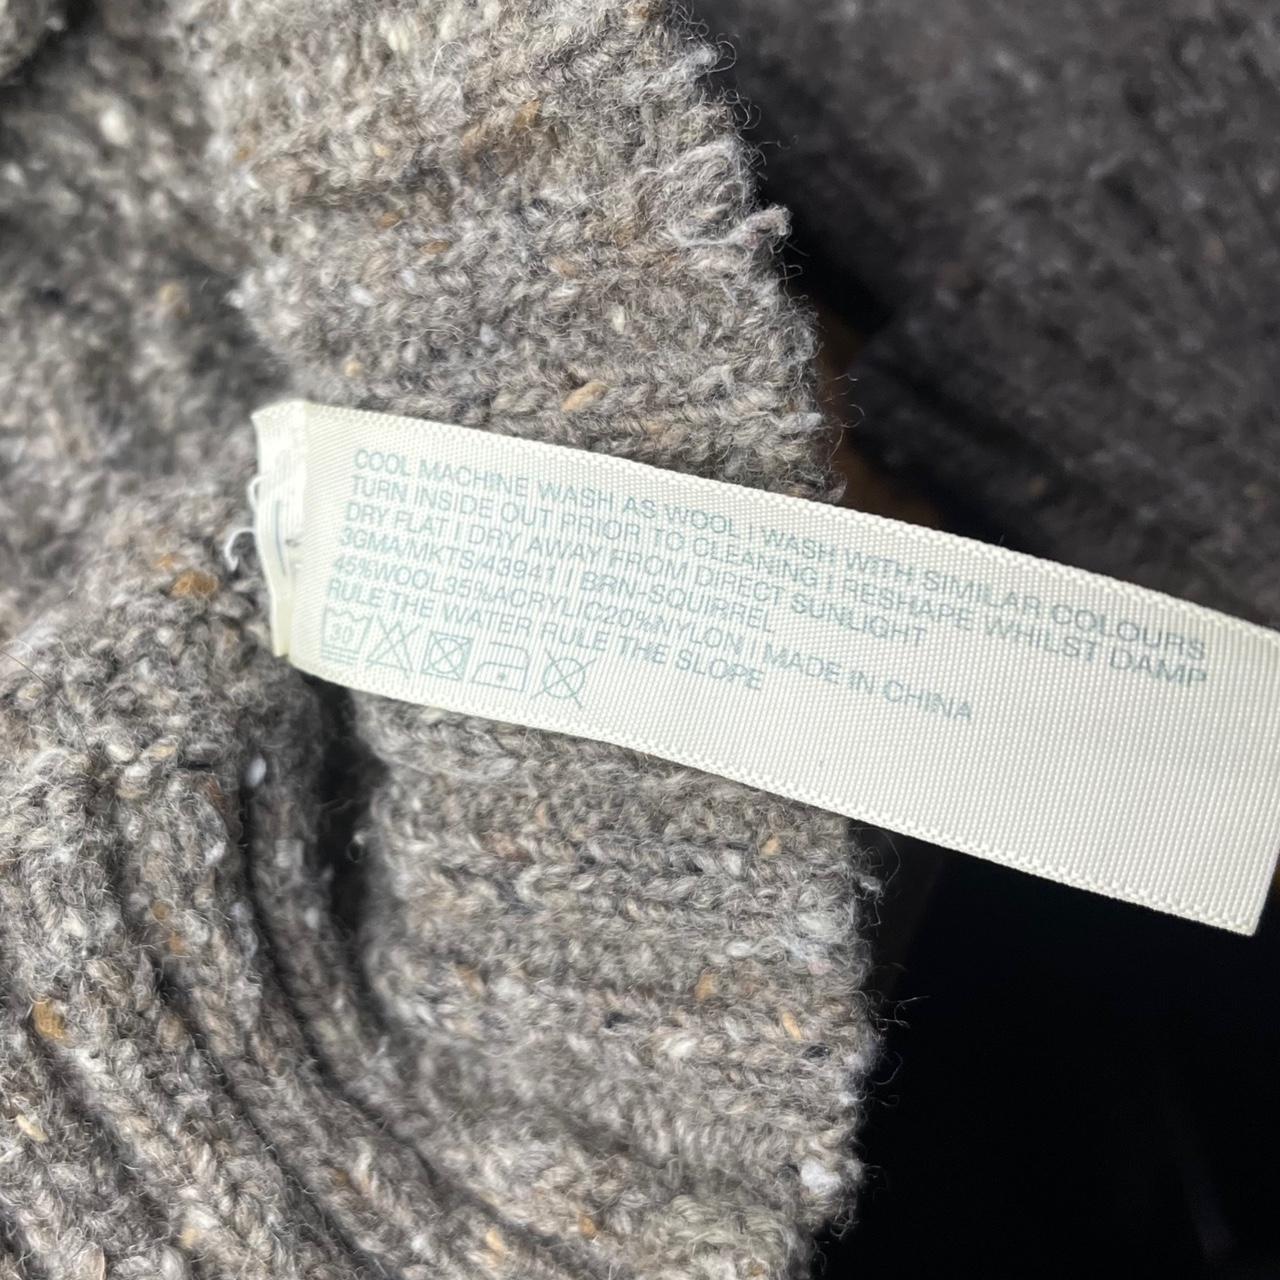 COOL MACHINE WASH AS WOOL | WASH WITH SIMILAR COLOURS
TURN INSIDE OUT PRIOR TO CLEANING | RESHAPE WHILST DAMP
DRY FLAT | DRY AWAY FROM DIRECT SUNLIGHT
3GMA/MKTS/43941 | BRN-SQUIRREL
45%WOOL35%ACRYLIC20%NYLON | MADE IN CHINA
RULE THE WATER RULE THE SLOPE
30